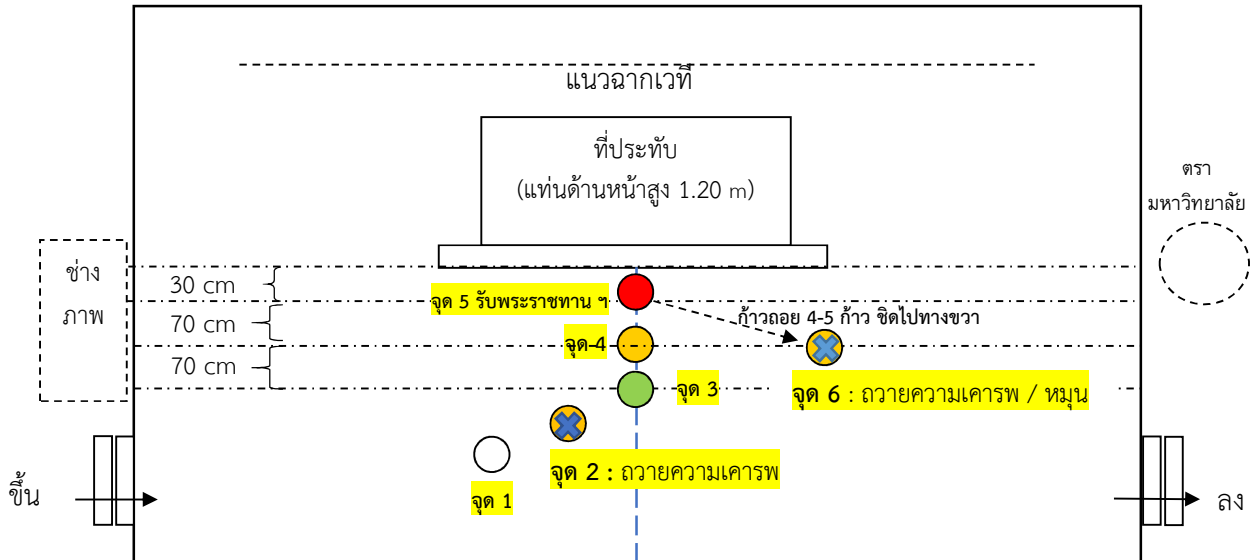 แนวฉากเวที
ที่ประทับ
(แท่นด้านหน้าสูง 1.20 m)
ตรา
มหาวิทยาลัย
ช่าง
ภาพ
30 cm
70 cm
70 cm
จุด 5 รับพระราชทาน ฯ
ก้าวถอย 4-5 ก้าว ชิดไปทางขวา
จุด 4
จุด 3
จุด 6 : ถวายความเคารพ / หมุน
จุด 2 : ถวายความเคารพ
จุด 1
ขึ้น
ลง